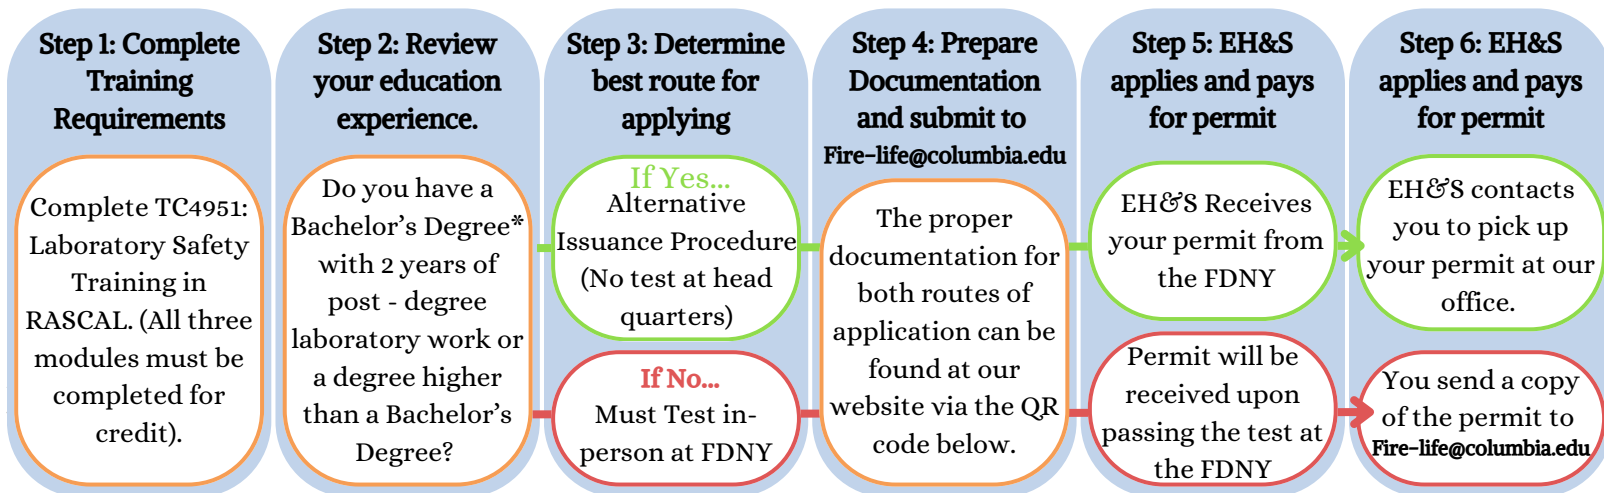 Step 1: Complete
Training
Requirements
Complete TC4951:
Laboratory Safety
Training in
RASCAL. (All three
modules must be
completed for
credit).
Step 2: Review
your education
experience.
Do you have a
Bachelor's Degree*
with 2 years of
post - degree
laboratory work or
a degree higher
than a Bachelor's
Degree?
Step 3: Determine
best route for
applying
If Yes...
Alternative
Issuance Procedure
(No test at head
quarters)
If No...
Must Test in-
person at FDNY
Step 4: Prepare
Documentation
and submit to
Fire-life@columbia.edu
The proper
documentation for
both routes of
application can be
found at our
website via the QR
code below.
Step 5: EH&S
applies and pays
for permit
EH&S Receives
your permit from
the FDNY
Permit will be
received upon
passing the test at
the FDNY
Step 6: EH&S
applies and pays
for permit
EH&S contacts
you to pick up
your permit at our
office.
You send a copy
of the permit to
Fire-life@columbia.edu